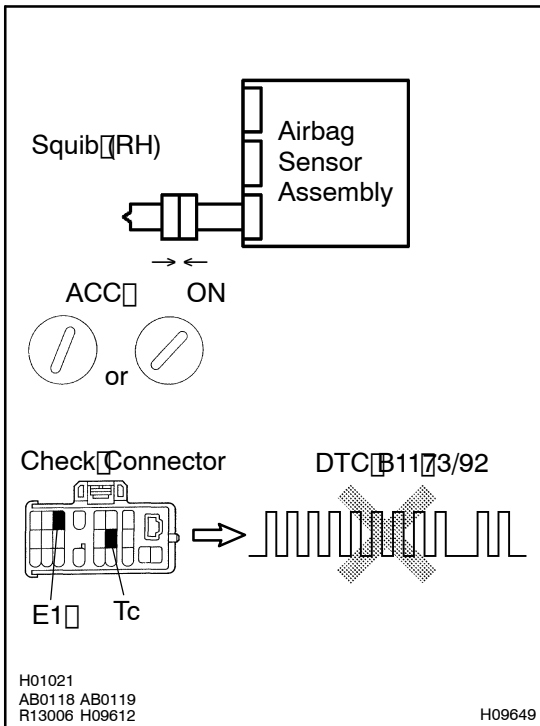 Squib (RH)
Airbag
Sensor
Assembly
ACC ON
or
Check Connector
DTC B1173/92
E1 Tc
H01021
AB0118 AB0119
R13006 H09612
H09649